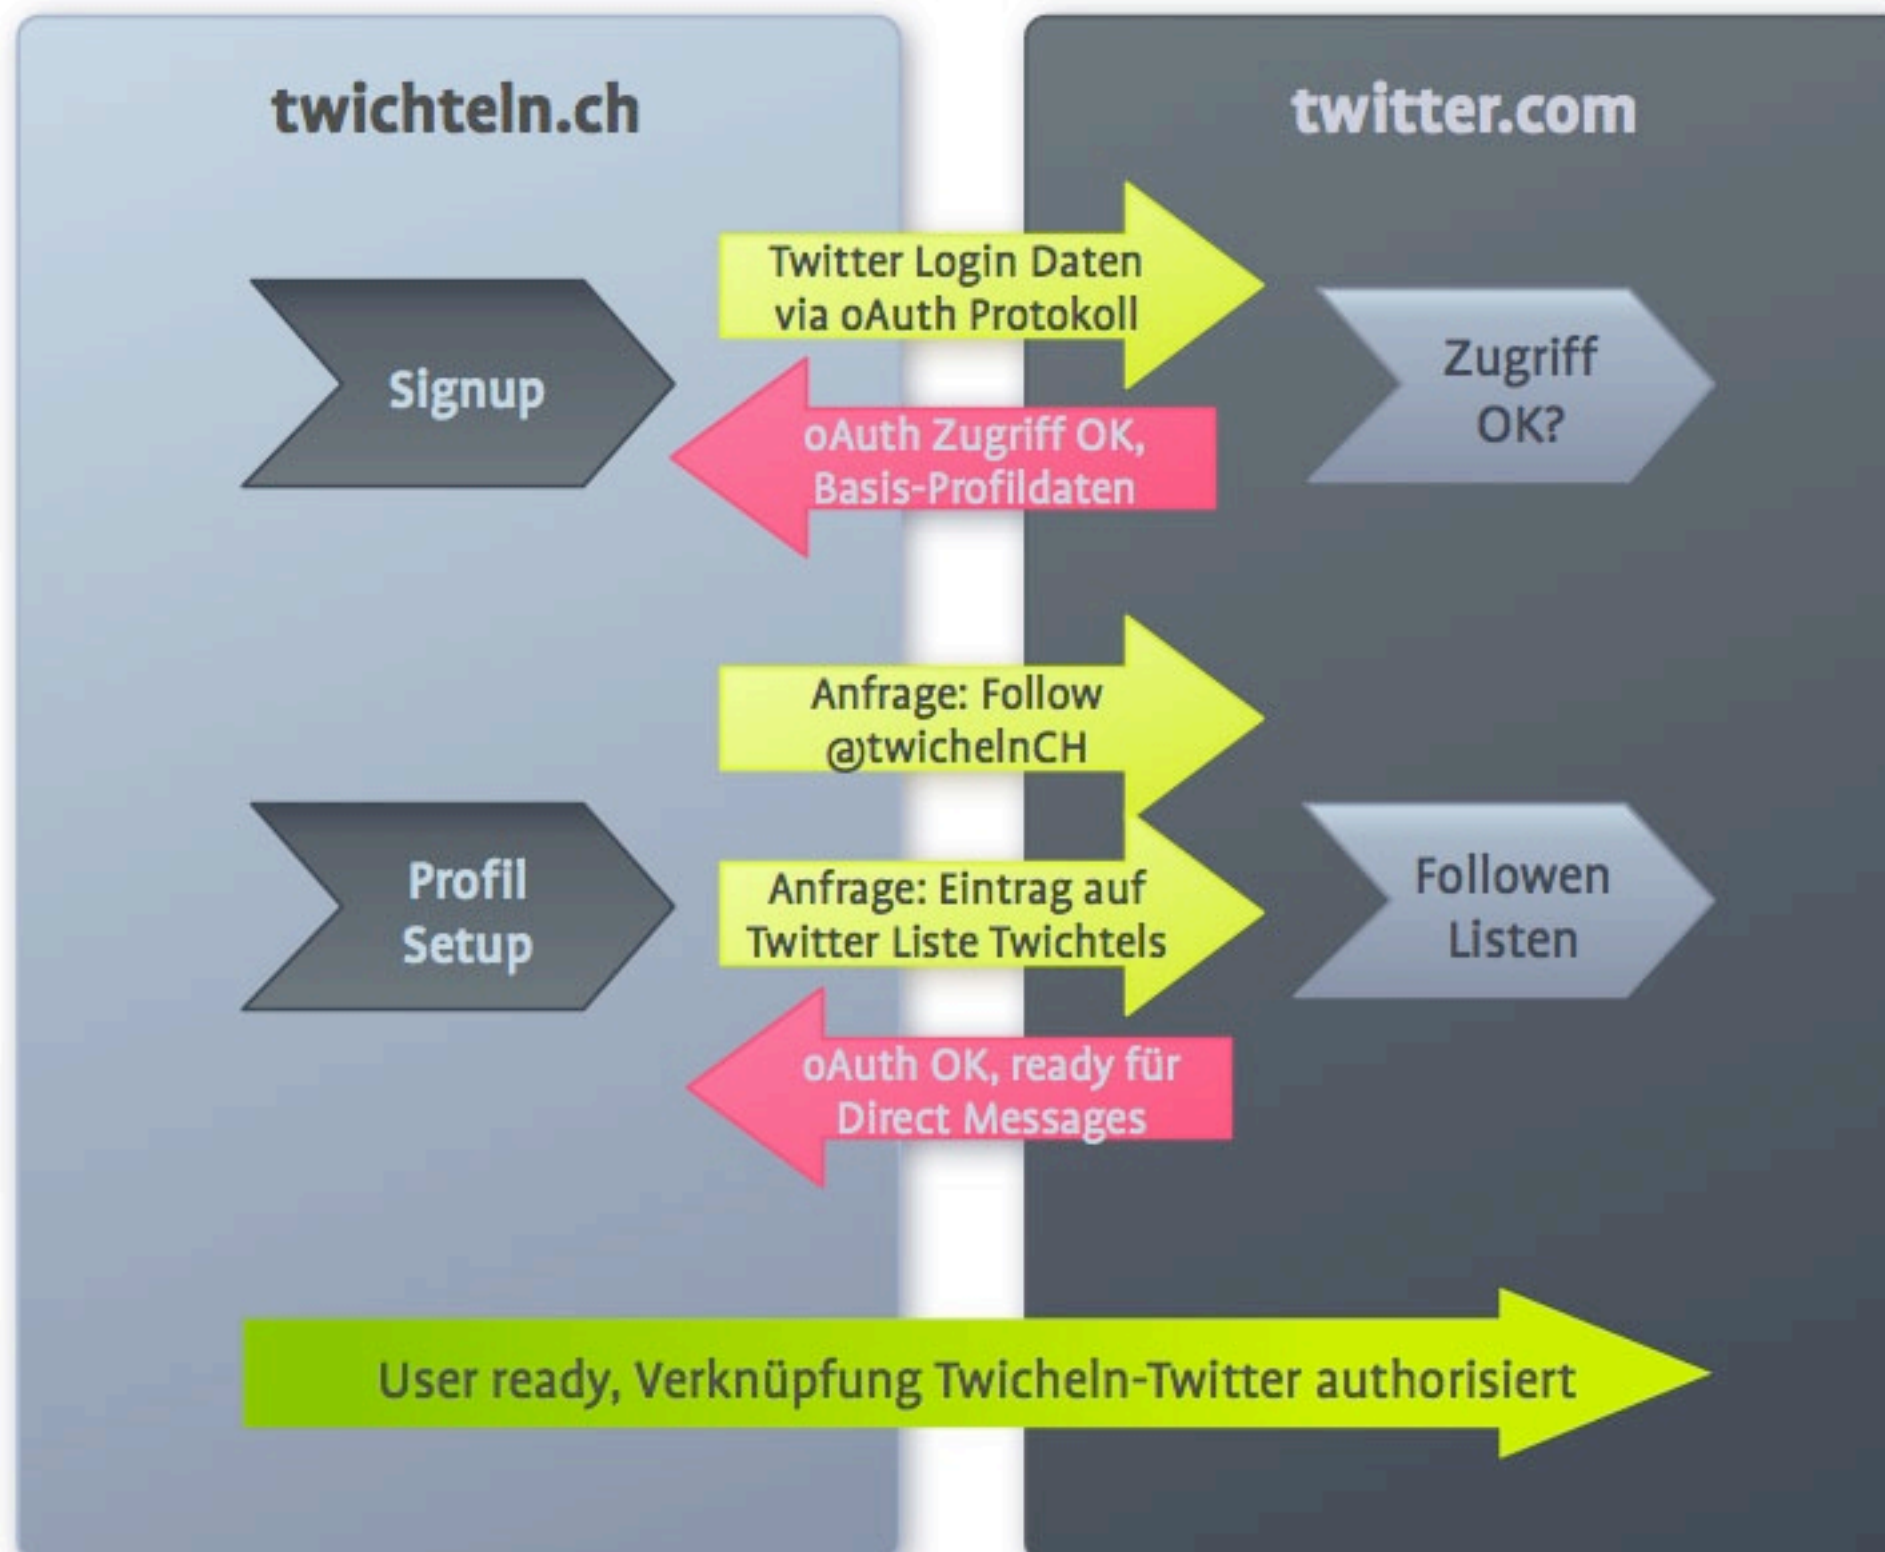 twichteln.ch
twitter.com
Twitter Login Daten
via oAuth Protokoll
Signup
Zugriff
OK?
oAuth Zugriff OK,
Basis-Profildaten
Anfrage: Follow
@twichelnCH
Profil
Setup
Anfrage: Eintrag auf
Twitter Liste Twichtels
Followen
Listen
oAuth OK, ready für
Direct Messages
User ready, Verknüpfung Twicheln-Twitter authorisiert